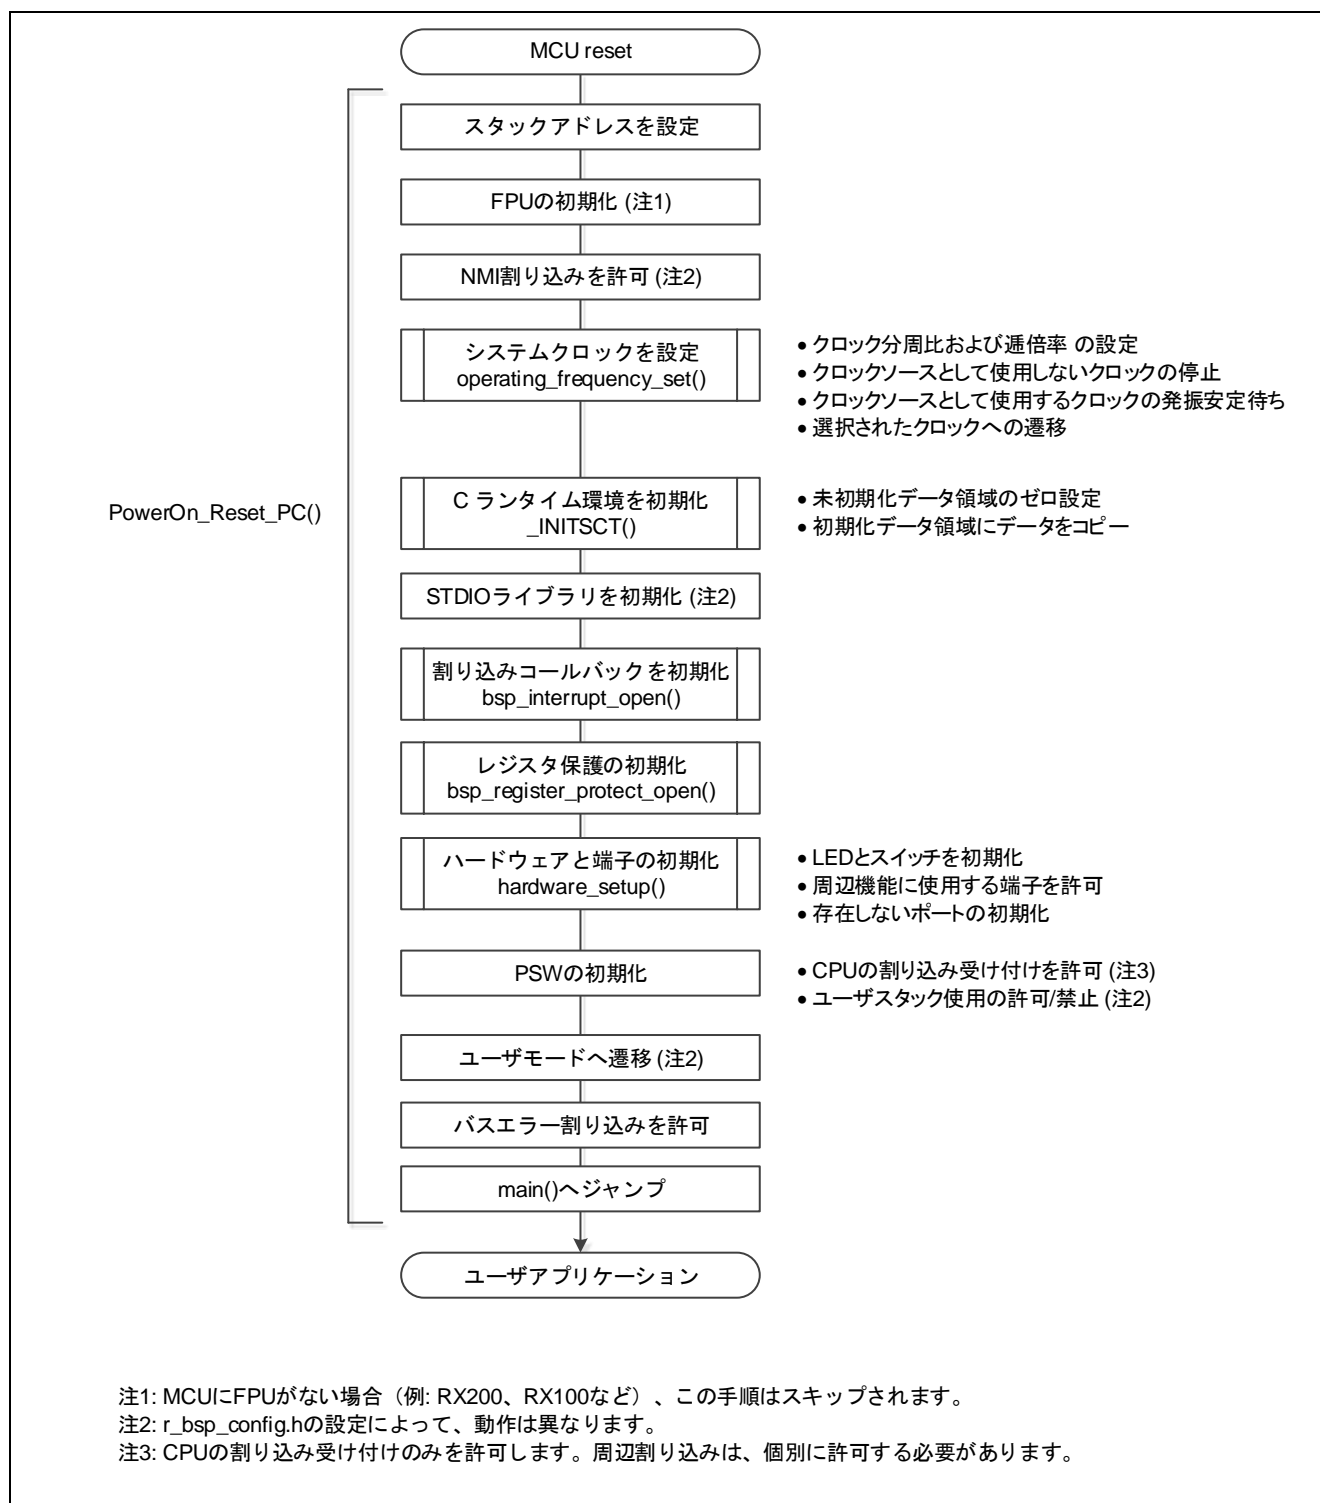 MCU reset
スタックアドレスを設定
FPUの初期化 (注1)
NMI割り込みを許可 (注2)
システムクロックを設定
operating_frequency_set()
• クロック分周比および逓倍率 の設定
• クロックソースとして使用しないクロックの停止
• クロックソースとして使用するクロックの発振安定待ち
• 選択されたクロックへの遷移
PowerOn_Reset_PC()
C ランタイム環境を初期化
_INITSCT()
• 未初期化データ領域のゼロ設定
• 初期化データ領域にデータをコピー
STDIOライブラリを初期化 (注2)
割り込みコールバックを初期化
bsp_interrupt_open()
レジスタ保護の初期化
bsp_register_protect_open()
ハードウェアと端子の初期化
hardware_setup()
• LEDとスイッチを初期化
• 周辺機能に使用する端子を許可
• 存在しないポートの初期化
PSWの初期化
• CPUの割り込み受け付けを許可 (注3)
• ユーザスタック使用の許可/禁止 (注2)
ユーザモードへ遷移 (注2)
バスエラー割り込みを許可
main()へジャンプ
ユーザアプリケーション
注1: MCUにFPUがない場合（例: RX200、RX100など）、この手順はスキップされます。
注2: r_bsp_config.hの設定によって、動作は異なります。
注3: CPUの割り込み受け付けのみを許可します。周辺割り込みは、個別に許可する必要があります。